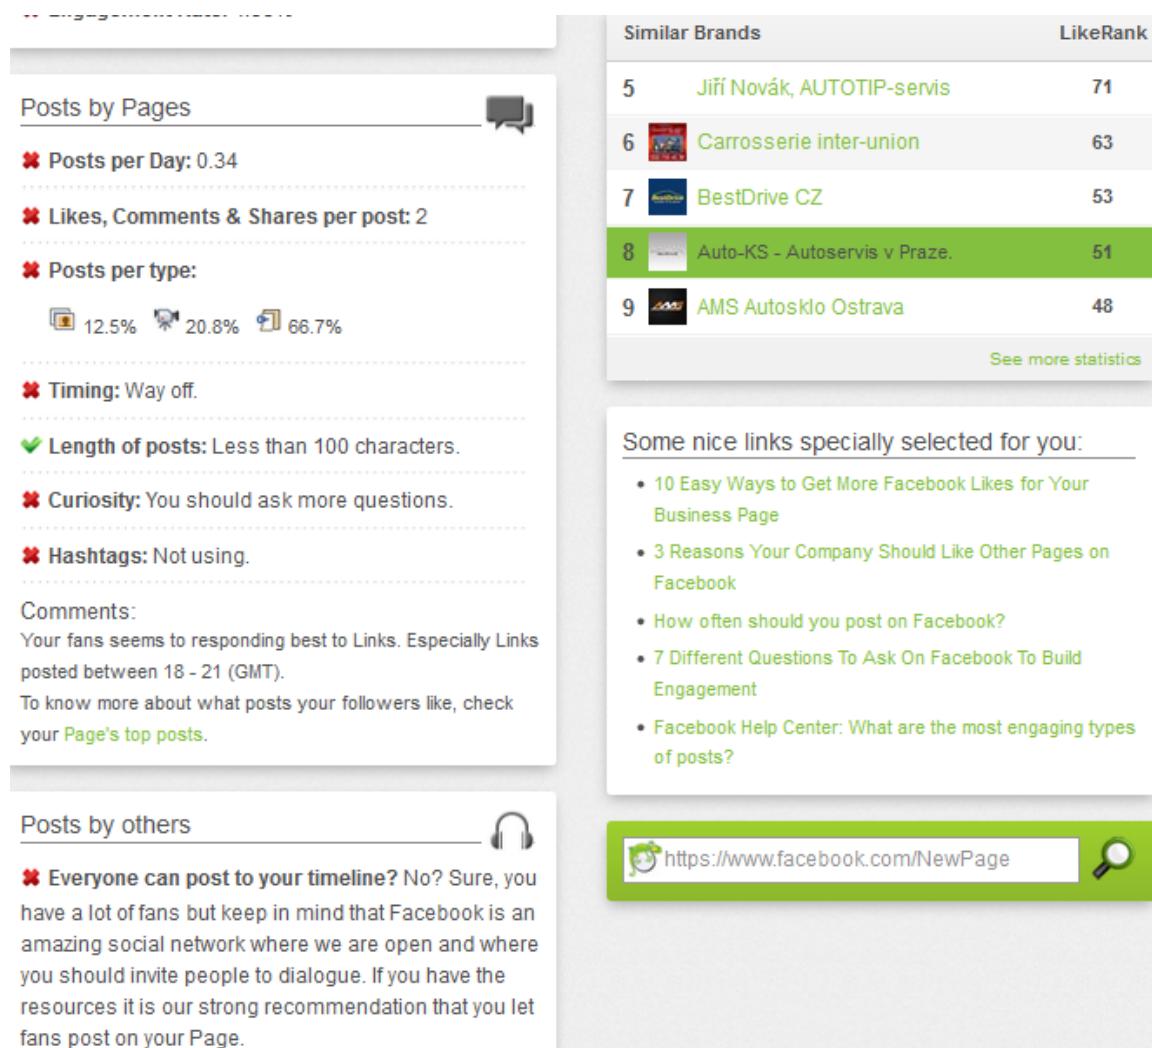 Posts by Pages
Posts per Day: 0.34
Likes, Comments & Shares per post: 2
Posts per type:
12.5% 20.8% 66.7%
Timing: Way off.
Length of posts: Less than 100 characters.
Curiosity: You should ask more questions.
Hashtags: Not using.
Comments:
Your fans seems to responding best to Links. Especially Links
posted between 18 - 21 (GMT).
To know more about what posts your followers like, check
your Page's top posts.
Posts by others
Everyone can post to your timeline? No? Sure, you
have a lot of fans but keep in mind that Facebook is an
amazing social network where we are open and where
you should invite people to dialogue. If you have the
resources it is our strong recommendation that you let
fans post on your Page.
Similar Brands LikeRank
5 Jiří Novák, AUTOTIP-servis 71
6 Carrosserie inter-union 63
7 BestDrive CZ 53
8 Auto-KS - Autoservis v Praze. 51
9 AMS Autosklo Ostrava 48
See more statistics
Some nice links specially selected for you:
10 Easy Ways to Get More Facebook Likes for Your
Business Page
3 Reasons Your Company Should Like Other Pages on
Facebook
How often should you post on Facebook?
7 Different Questions To Ask On Facebook To Build
Engagement
Facebook Help Center: What are the most engaging types
of posts?
https://www.facebook.com/NewPage